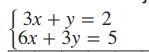 3x + y = 2
6x + 3y = 5